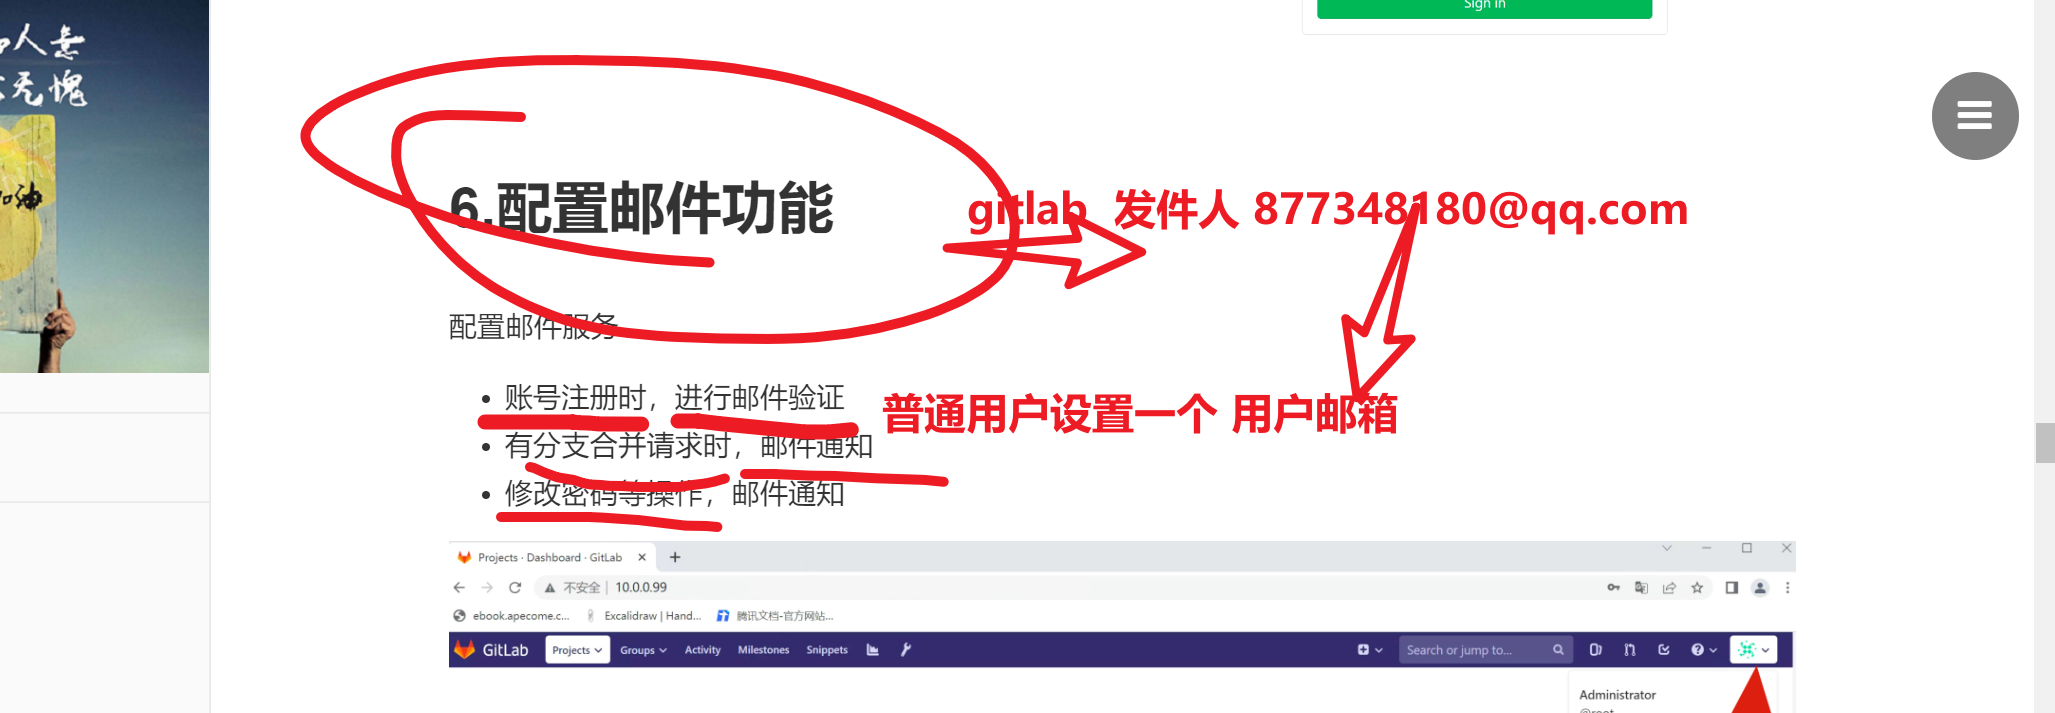 Sign in
人無
无愧
加油
6.配置邮件功能
gitlab 发件人 877348180@qq.com
配置邮件服务
账号注册时，进行邮件验证
普通用户设置一个 用户邮箱
有分支合并请求时，邮件通知
修改密码等操作，邮件通知
Projects · Dashboard · GitLab
不安全 | 10.0.0.99
ebook.apecome.c... Excalidraw | Hand... 腾讯文档-官方网站...
GitLab Projects Groups Activity Milestones Snippets Search or jump to...
Administrator
@root